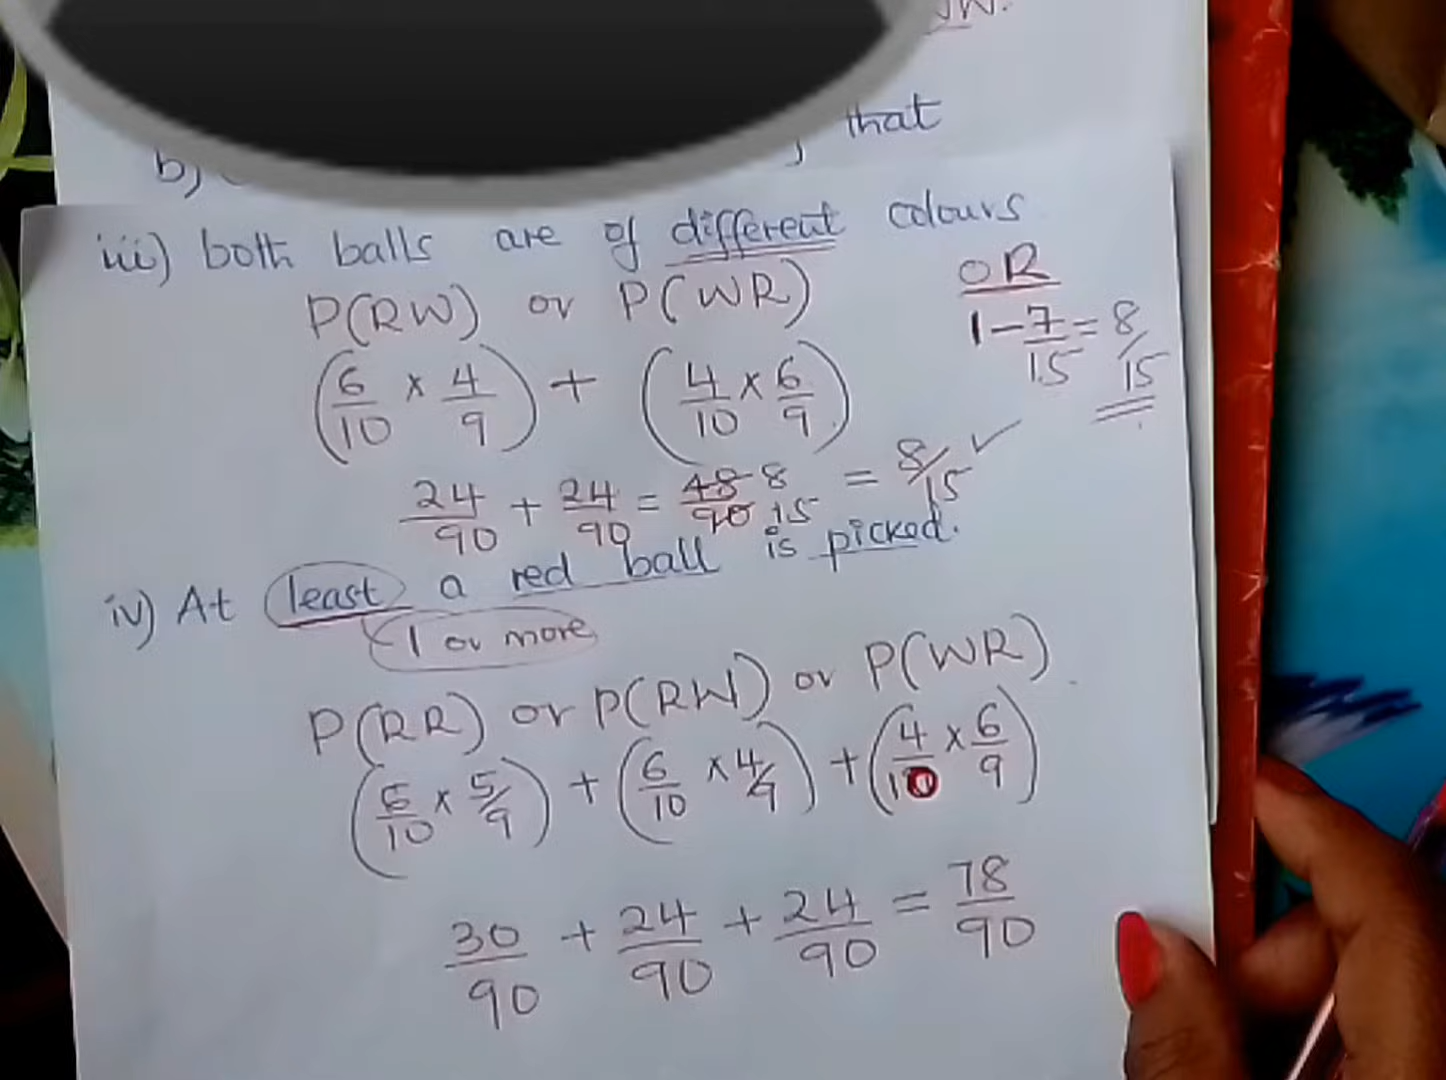 that
b)
iii) both balls are of different colours
P(RW) or P(WR)
OR
1 - 7/15 = 8/15
(6/10 × 4/9) + (4/10 × 6/9)
24/90 + 24/90 = 48/90 8/15 = 8/15 ✓
iv) At least a red ball is picked.
1 or more
P(RR) or P(RW) or P(WR)
(6/10 × 5/9) + (6/10 × 4/9) + (4/10 × 6/9)
30/90 + 24/90 + 24/90 = 78/90